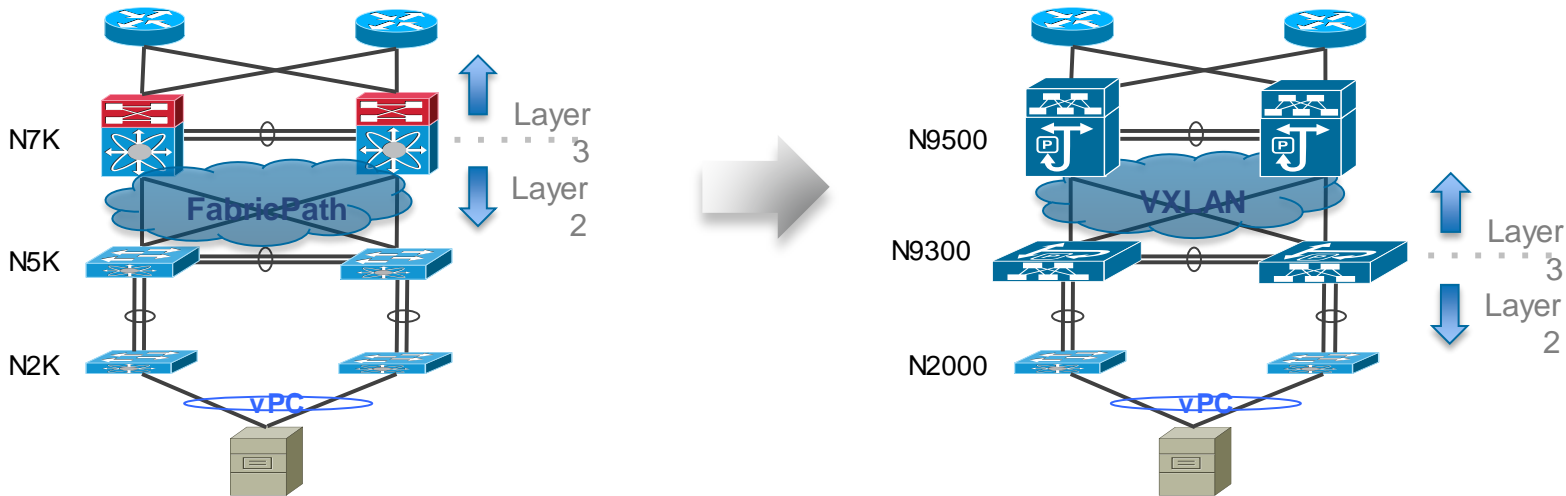 N7K
Layer
3
Layer
2
FabricPath
N5K
N2K
vPC
N9500
P
P
VXLAN
N9300
Layer
3
Layer
2
N2000
vPC